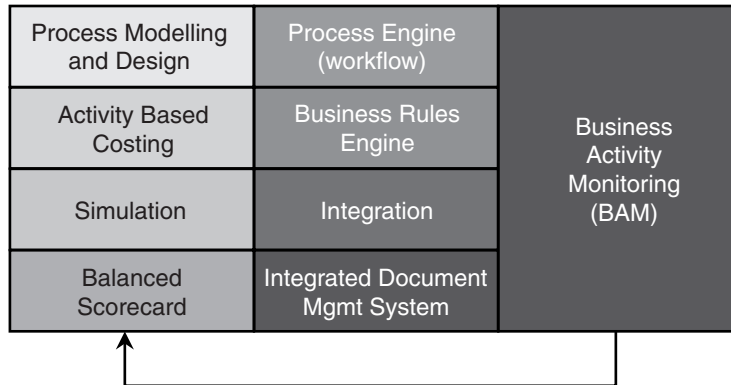 Process Modelling
and Design
Process Engine
(workflow)
Activity Based
Costing
Business Rules
Engine
Business
Activity
Monitoring
(BAM)
Simulation
Integration
Balanced
Scorecard
Integrated Document
Mgmt System